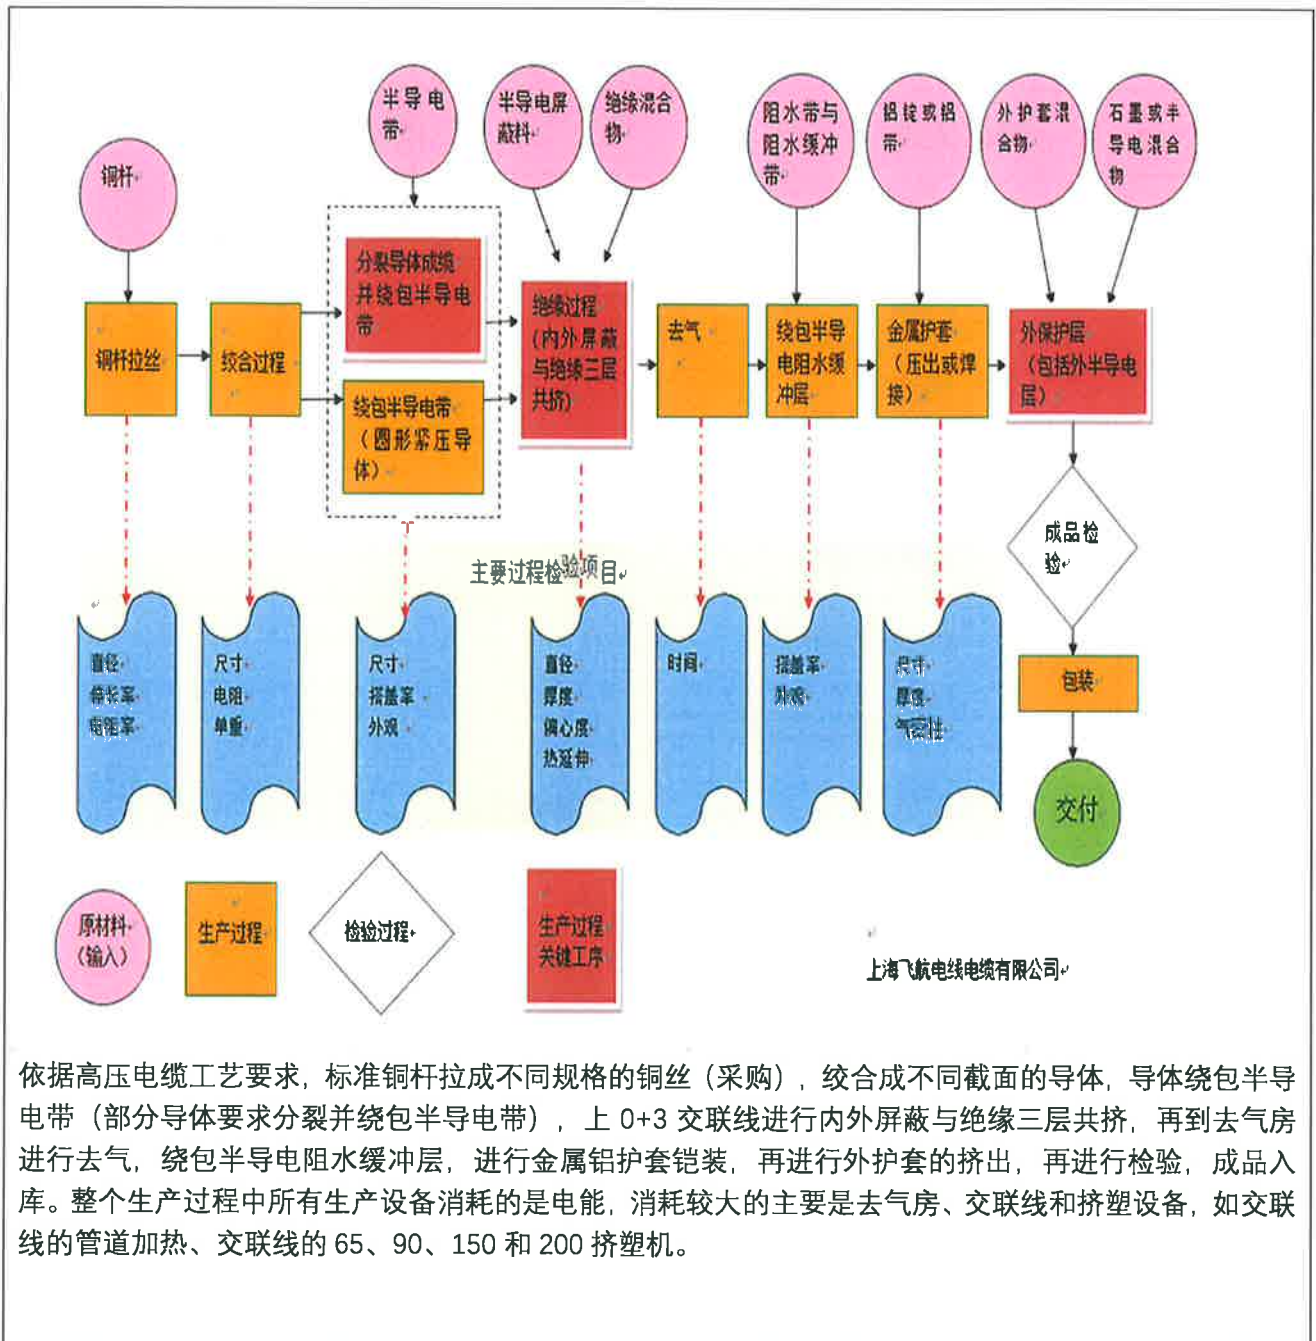 半导电
带
半导电屏
蔽料
绝缘混合
物
阻水带与
阻水缓冲
带
铝锭或铝
带
外护套混
合物
石墨或半
导电混合
物
铜杆
分裂导体成缆
并绕包半导电
带
绝缘过程
(内外屏蔽
与绝缘三层
共挤)
铜杆拉丝
绞合过程
绕包半导电带
（圆形紧压导
体）
去气
绕包半导
电阻水缓
冲层
金属护套
（压出或焊
接）
外保护层
（包括外半导电
层）
成品检
验
主要过程检验项目
直径
伸长率
电阻率
尺寸
电阻
单重
尺寸
搭盖率
外观
直径
厚度
偏心度
热延伸
时间
搭盖率
外观
尺寸
厚度
气密性
包装
交付
原材料
（输入）
生产过程
检验过程
生产过程
关键工序
上海飞航电线电缆有限公司
依据高压电缆工艺要求，标准铜杆拉成不同规格的铜丝（采购），绞合成不同截面的导体，导体绕包半导
电带（部分导体要求分裂并绕包半导电带），上 0+3 交联线进行内外屏蔽与绝缘三层共挤，再到去气房
进行去气，绕包半导电阻水缓冲层，进行金属铝护套铠装，再进行外护套的挤出，再进行检验，成品入
库。整个生产过程中所有生产设备消耗的是电能，消耗较大的主要是去气房、交联线和挤塑设备，如交联
线的管道加热、交联线的 65、90、150 和 200 挤塑机。